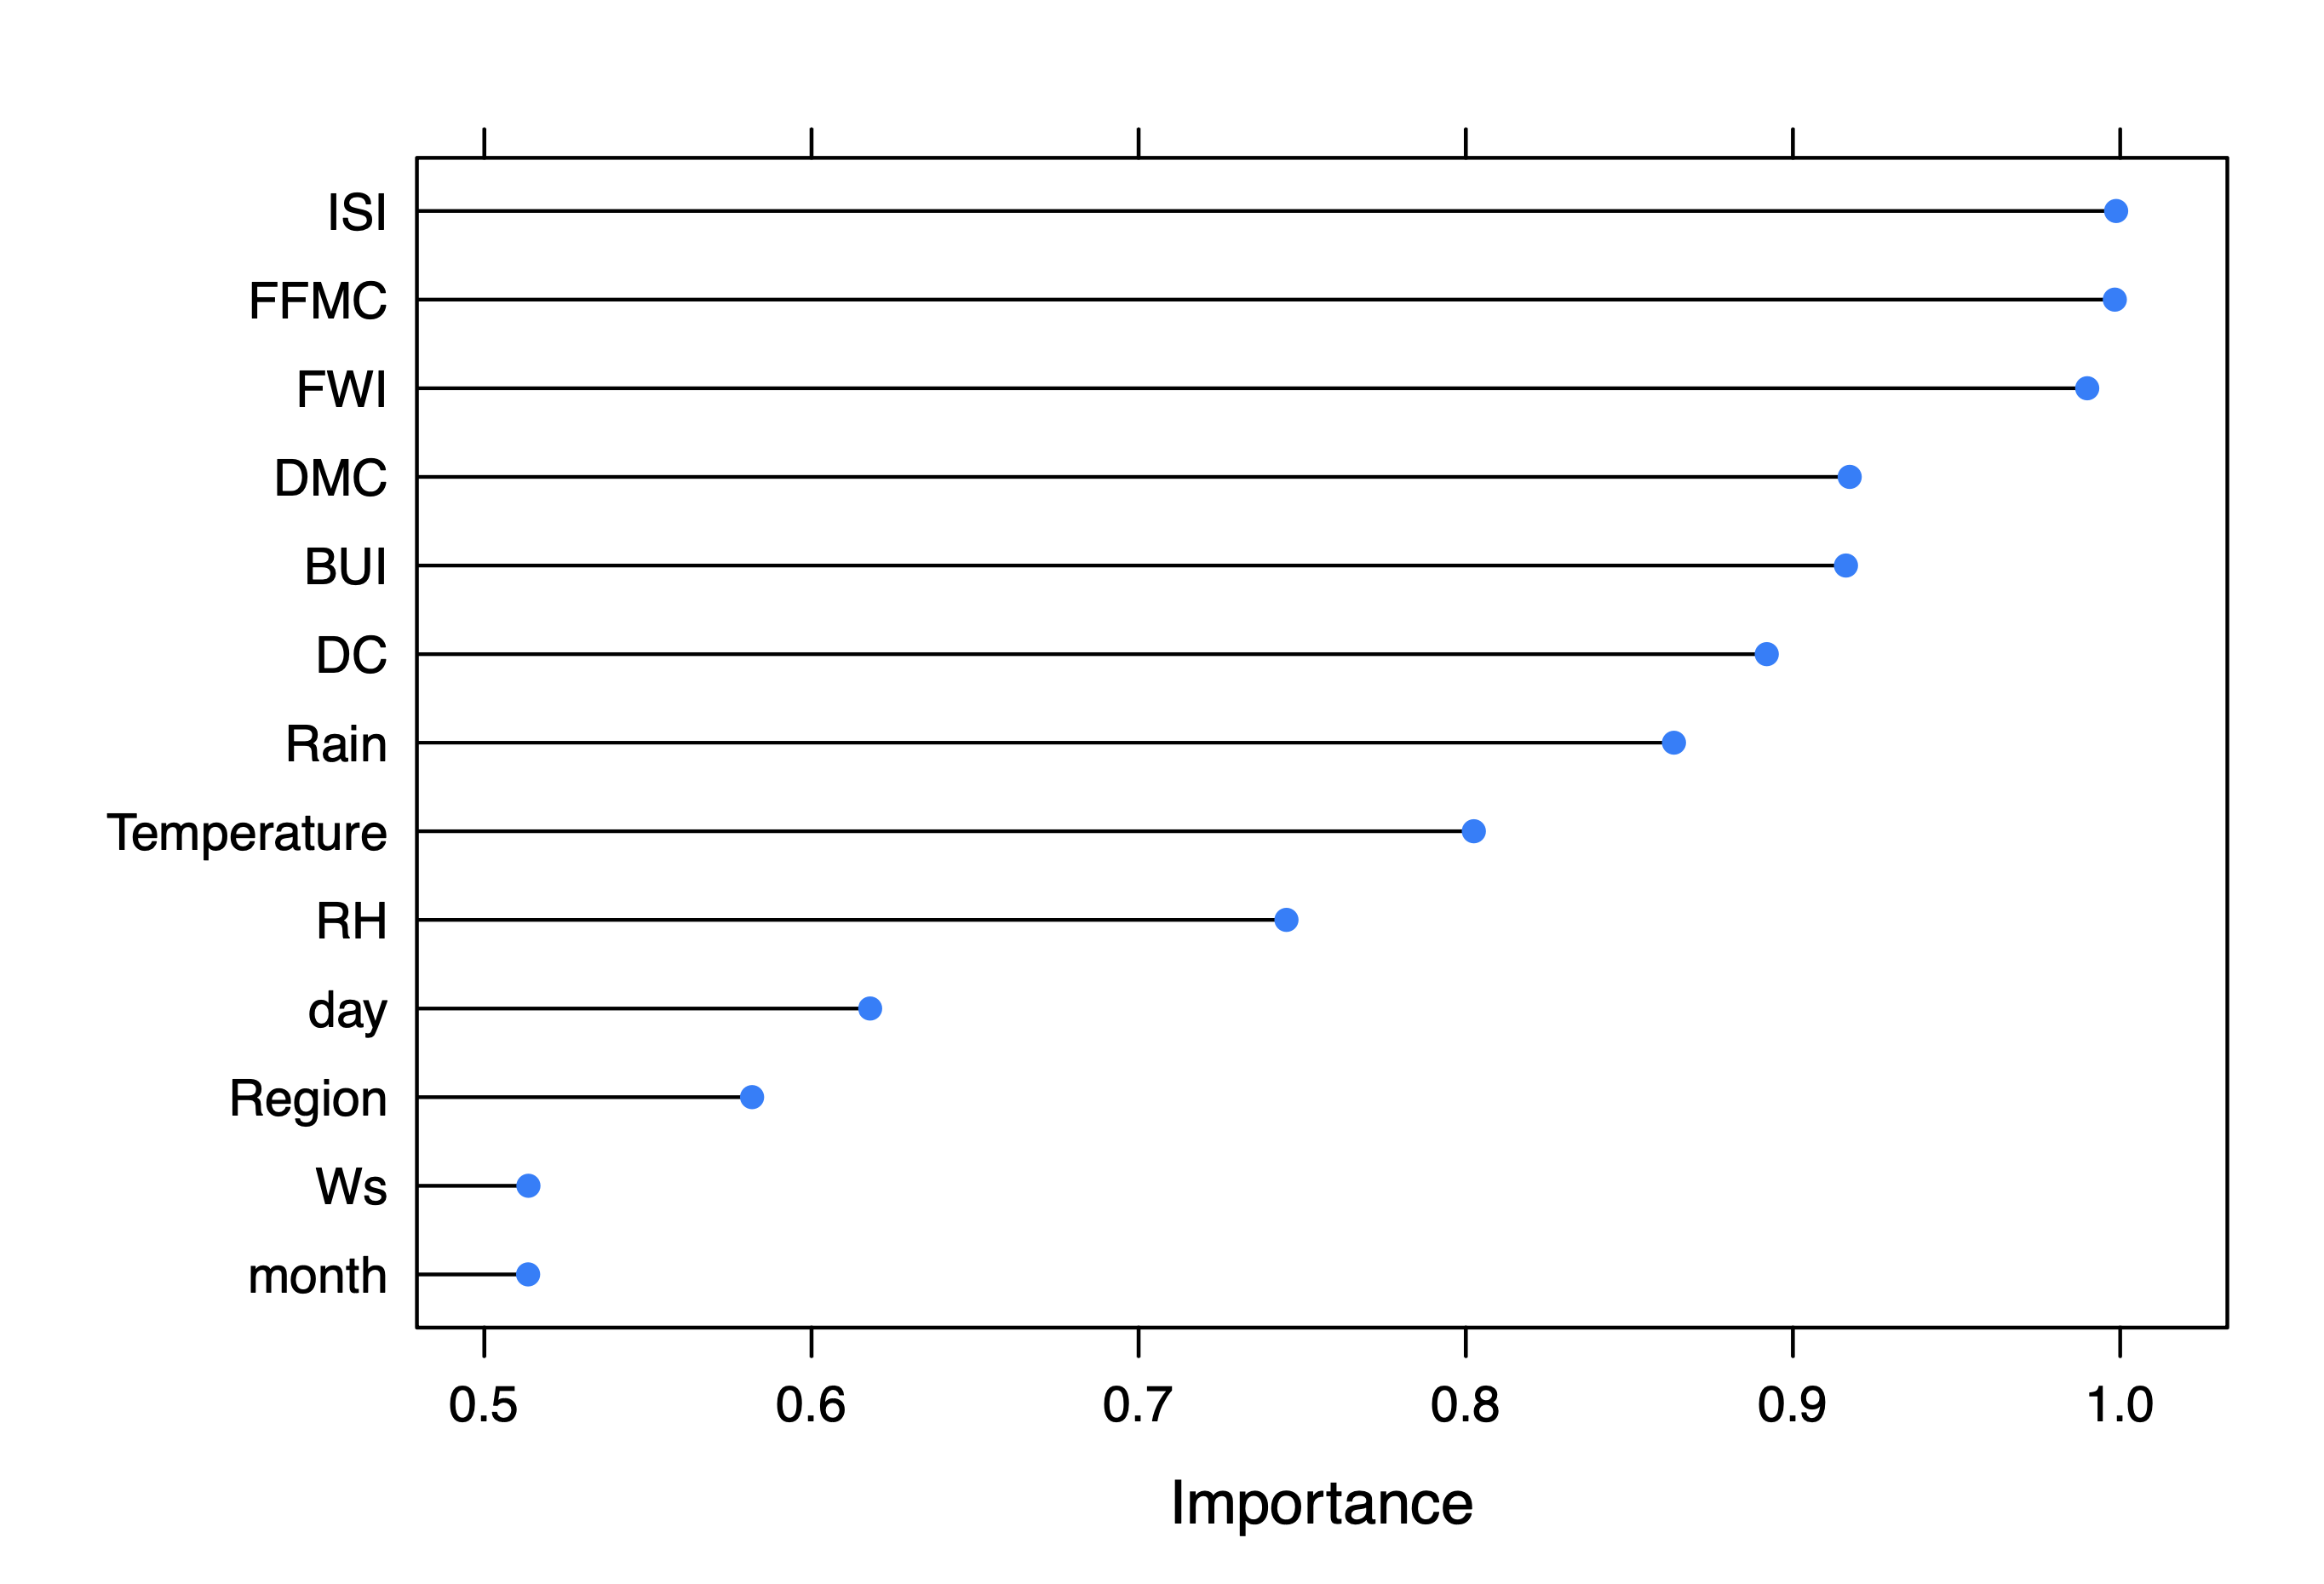 ISI
FFMC
FWI
DMC
BUI
DC
Rain
Temperature
RH
day
Region
Ws
month
0.5 0.6 0.7 0.8 0.9 1.0
Importance